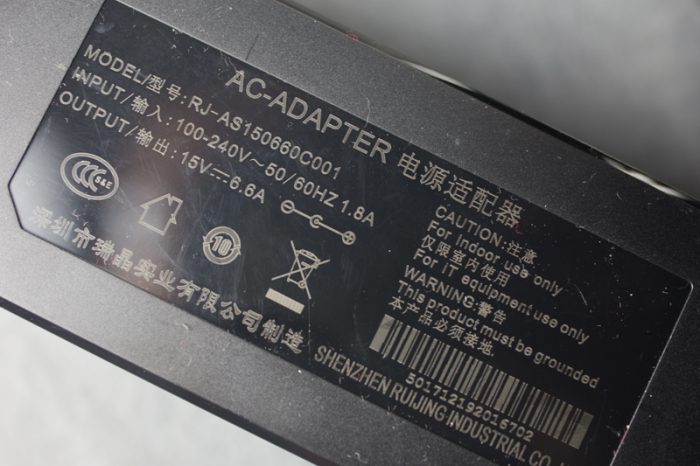 AC-ADAPTER 电源适配器
MODEL/型号: RJ-AS150660C001
INPUT/输入: 100-240V～50/60HZ 1.8A
OUTPUT/输出: 15V⎓6.6A
CCC S&E
10
深圳市瑞晶实业有限公司制造
CAUTION:注意
For indoor use only
仅限室内使用
For IT equipment use only
WARNING:警告
This product must be grounded
本产品必须接地.
501712192016702
SHENZHEN RUIJING INDUSTRIAL CO